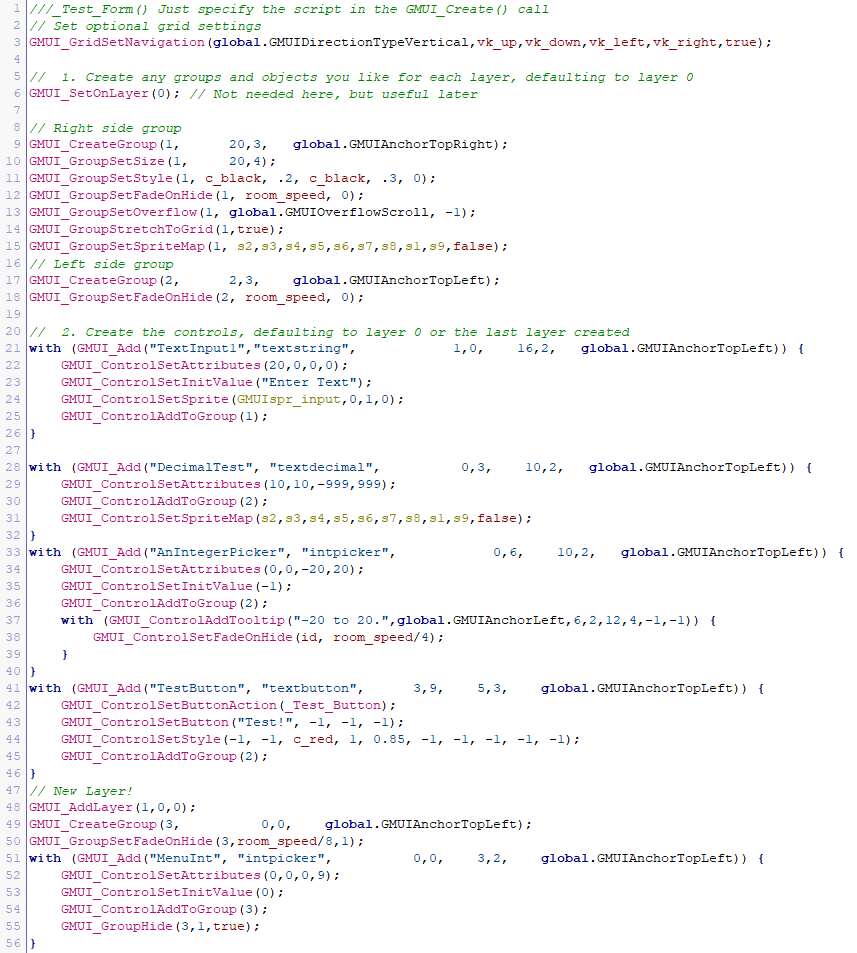 1 ///_Test_Form() Just specify the script in the GMUI_Create() call
2 // Set optional grid settings
3 GMUI_GridSetNavigation(global.GMUIDirectionTypeVertical,vk_up,vk_down,vk_left,vk_right,true);
4
5 //  1. Create any groups and objects you like for each layer, defaulting to layer 0
6 GMUI_SetOnLayer(0); // Not needed here, but useful later
7
8 // Right side group
9 GMUI_CreateGroup(1,      20,3,   global.GMUIAnchorTopRight);
10 GMUI_GroupSetSize(1,     20,4);
11 GMUI_GroupSetStyle(1, c_black, .2, c_black, .3, 0);
12 GMUI_GroupSetFadeOnHide(1, room_speed, 0);
13 GMUI_GroupSetOverflow(1, global.GMUIOverflowScroll, -1);
14 GMUI_GroupStretchToGrid(1,true);
15 GMUI_GroupSetSpriteMap(1, s2,s3,s4,s5,s6,s7,s8,s1,s9,false);
16 // Left side group
17 GMUI_CreateGroup(2,      2,3,    global.GMUIAnchorTopLeft);
18 GMUI_GroupSetFadeOnHide(2, room_speed, 0);
19
20 //  2. Create the controls, defaulting to layer 0 or the last layer created
21 with (GMUI_Add("TextInput1","textstring",            1,0,    16,2,   global.GMUIAnchorTopLeft)) {
22     GMUI_ControlSetAttributes(20,0,0,0);
23     GMUI_ControlSetInitValue("Enter Text");
24     GMUI_ControlSetSprite(GMUIspr_input,0,1,0);
25     GMUI_ControlAddToGroup(1);
26 }
27
28 with (GMUI_Add("DecimalTest", "textdecimal",          0,3,    10,2,   global.GMUIAnchorTopLeft)) {
29     GMUI_ControlSetAttributes(10,10,-999,999);
30     GMUI_ControlAddToGroup(2);
31     GMUI_ControlSetSpriteMap(s2,s3,s4,s5,s6,s7,s8,s1,s9,false);
32 }
33 with (GMUI_Add("AnIntegerPicker", "intpicker",            0,6,    10,2,   global.GMUIAnchorTopLeft)) {
34     GMUI_ControlSetAttributes(0,0,-20,20);
35     GMUI_ControlSetInitValue(-1);
36     GMUI_ControlAddToGroup(2);
37     with (GMUI_ControlAddTooltip("-20 to 20.",global.GMUIAnchorLeft,6,2,12,4,-1,-1)) {
38         GMUI_ControlSetFadeOnHide(id, room_speed/4);
39     }
40 }
41 with (GMUI_Add("TestButton", "textbutton",      3,9,    5,3,    global.GMUIAnchorTopLeft)) {
42     GMUI_ControlSetButtonAction(_Test_Button);
43     GMUI_ControlSetButton("Test!", -1, -1, -1);
44     GMUI_ControlSetStyle(-1, -1, c_red, 1, 0.85, -1, -1, -1, -1, -1);
45     GMUI_ControlAddToGroup(2);
46 }
47 // New Layer!
48 GMUI_AddLayer(1,0,0);
49 GMUI_CreateGroup(3,          0,0,    global.GMUIAnchorTopLeft);
50 GMUI_GroupSetFadeOnHide(3,room_speed/8,1);
51 with (GMUI_Add("MenuInt", "intpicker",          0,0,    3,2,    global.GMUIAnchorTopLeft)) {
52     GMUI_ControlSetAttributes(0,0,0,9);
53     GMUI_ControlSetInitValue(0);
54     GMUI_ControlAddToGroup(3);
55     GMUI_GroupHide(3,1,true);
56 }